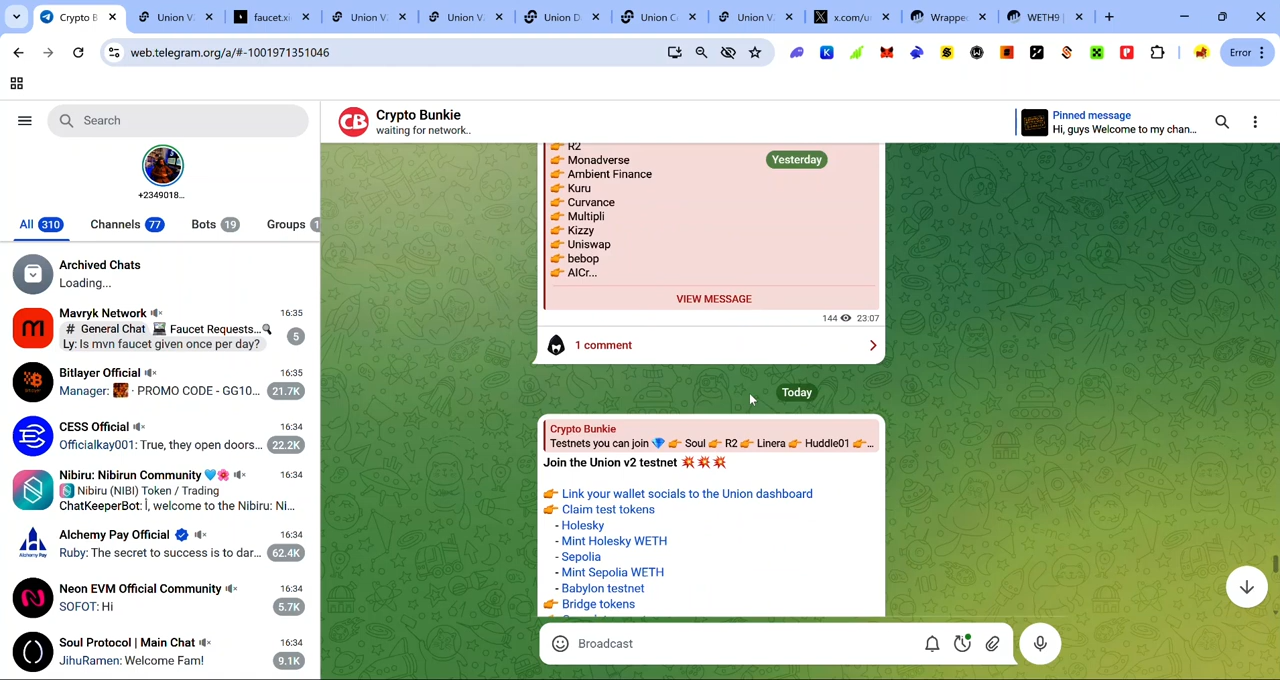 Crypto B
Union V
faucet.xi
Union V
Union V
Union D
Union C
Union V
x.com/u
Wrappe
WETH9
web.telegram.org/a/#-1001971351046
Error
Search
Crypto Bunkie
waiting for network..
Pinned message
Hi, guys Welcome to my chan...
+2349018...
All 310
Channels 77
Bots 19
Groups 1
Archived Chats
Loading...
Mavryk Network 16:35
# General Chat Faucet Requests...
Ly: Is mvn faucet given once per day? 5
Bitlayer Official 16:35
Manager: · PROMO CODE - GG10... 21.7K
CESS Official 16:34
Officialkay001: True, they open doors... 22.2K
Nibiru: Nibirun Community 16:34
Nibiru (NIBI) Token / Trading
ChatKeeperBot: Ì, welcome to the Nibiru: Ni...
Alchemy Pay Official 16:34
Ruby: The secret to success is to dar... 62.4K
Neon EVM Official Community 16:34
SOFOT: Hi 5.7K
Soul Protocol | Main Chat 16:34
JihuRamen: Welcome Fam! 9.1K
R2
Yesterday
Monadverse
Ambient Finance
Kuru
Curvance
Multipli
Kizzy
Uniswap
bebop
AICr...
VIEW MESSAGE
144 23:07
1 comment
Today
Crypto Bunkie
Testnets you can join 💎 👉 Soul 👉 R2 👉 Linera 👉 Huddle01 👉...
Join the Union v2 testnet 💥💥💥
👉 Link your wallet socials to the Union dashboard
👉 Claim test tokens
- Holesky
- Mint Holesky WETH
- Sepolia
- Mint Sepolia WETH
- Babylon testnet
👉 Bridge tokens
Broadcast